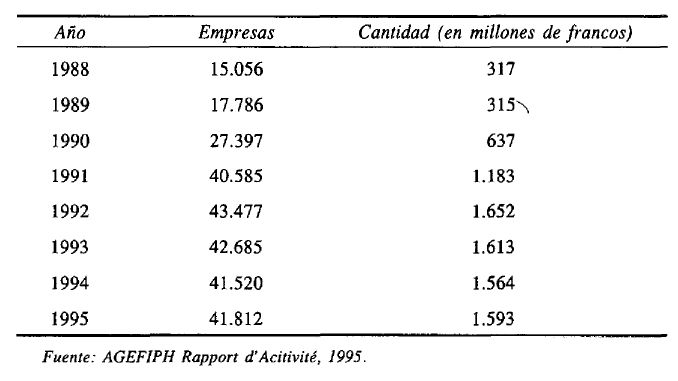 Año Empresas Cantidad (en millones de francos)
1988 15.056 317
1989 17.786 315
1990 27.397 637
1991 40.585 1.183
1992 43.477 1.652
1993 42.685 1.613
1994 41.520 1.564
1995 41.812 1.593
Fuente: AGEFIPH Rapport d'Acitivité, 1995.